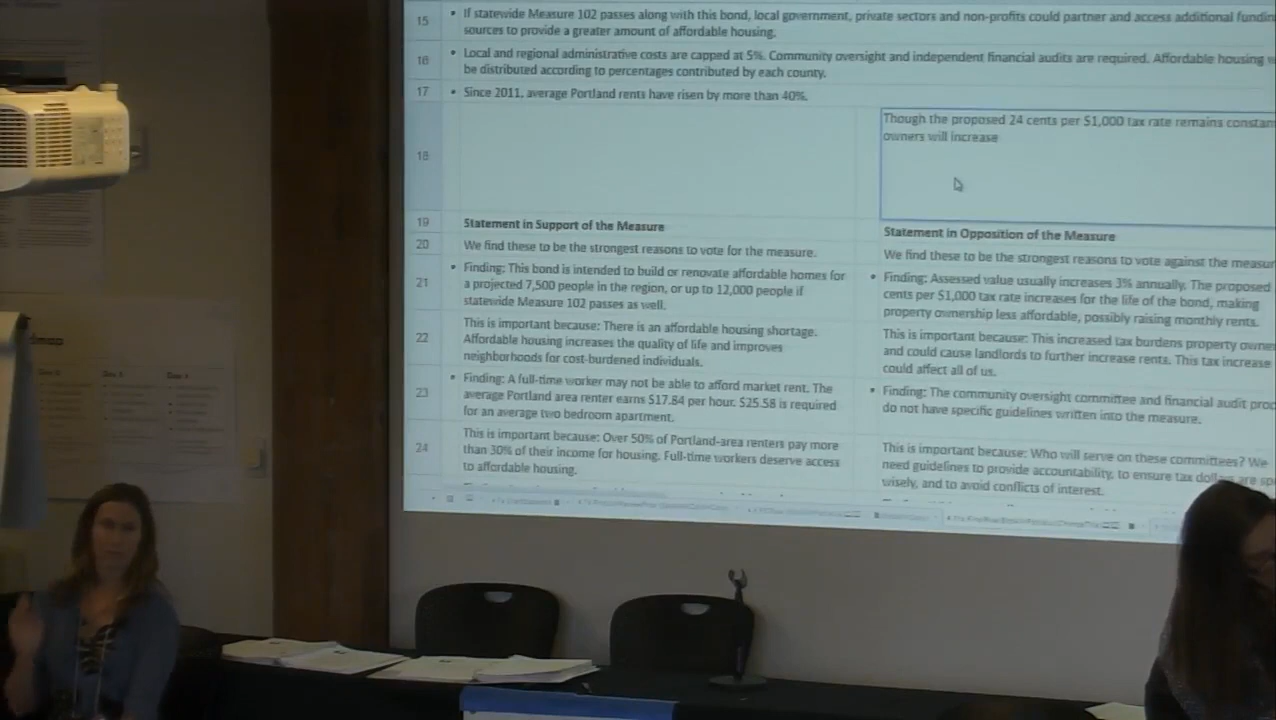 15
• If statewide Measure 102 passes along with this bond, local government, private sectors and non-profits could partner and access additional fundin
sources to provide a greater amount of affordable housing.
16
• Local and regional administrative costs are capped at 5%. Community oversight and independent financial audits are required. Affordable housing w
be distributed according to percentages contributed by each county.
17
• Since 2011, average Portland rents have risen by more than 40%.
18
Though the proposed 24 cents per $1,000 tax rate remains constan
owners will increase
19
Statement in Support of the Measure
Statement in Opposition of the Measure
20
We find these to be the strongest reasons to vote for the measure.
We find these to be the strongest reasons to vote against the measur
21
• Finding: This bond is intended to build or renovate affordable homes for
a projected 7,500 people in the region, or up to 12,000 people if
statewide Measure 102 passes as well.
• Finding: Assessed value usually increases 3% annually. The proposed
cents per $1,000 tax rate increases for the life of the bond, making
property ownership less affordable, possibly raising monthly rents.
22
This is important because: There is an affordable housing shortage.
Affordable housing increases the quality of life and improves
neighborhoods for cost-burdened individuals.
This is important because: This increased tax burdens property owne
and could cause landlords to further increase rents. This tax increase
could affect all of us.
23
• Finding: A full-time worker may not be able to afford market rent. The
average Portland area renter earns $17.84 per hour. $25.58 is required
for an average two bedroom apartment.
• Finding: The community oversight committee and financial audit proc
do not have specific guidelines written into the measure.
24
This is important because: Over 50% of Portland-area renters pay more
than 30% of their income for housing. Full-time workers deserve access
to affordable housing.
This is important because: Who will serve on these committees? We
need guidelines to provide accountability, to ensure tax dollars are sp
wisely, and to avoid conflicts of interest.